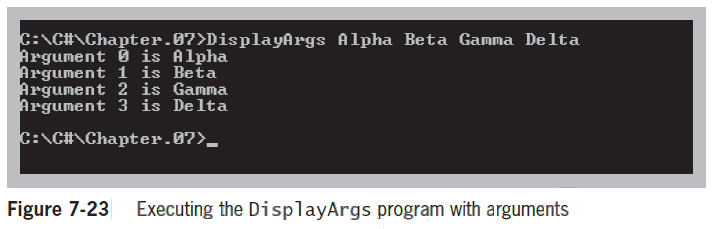 C:\C#\Chapter.07>DisplayArgs Alpha Beta Gamma Delta
Argument 0 is Alpha
Argument 1 is Beta
Argument 2 is Gamma
Argument 3 is Delta
C:\C#\Chapter.07>_
Figure 7-23 Executing the DisplayArgs program with arguments